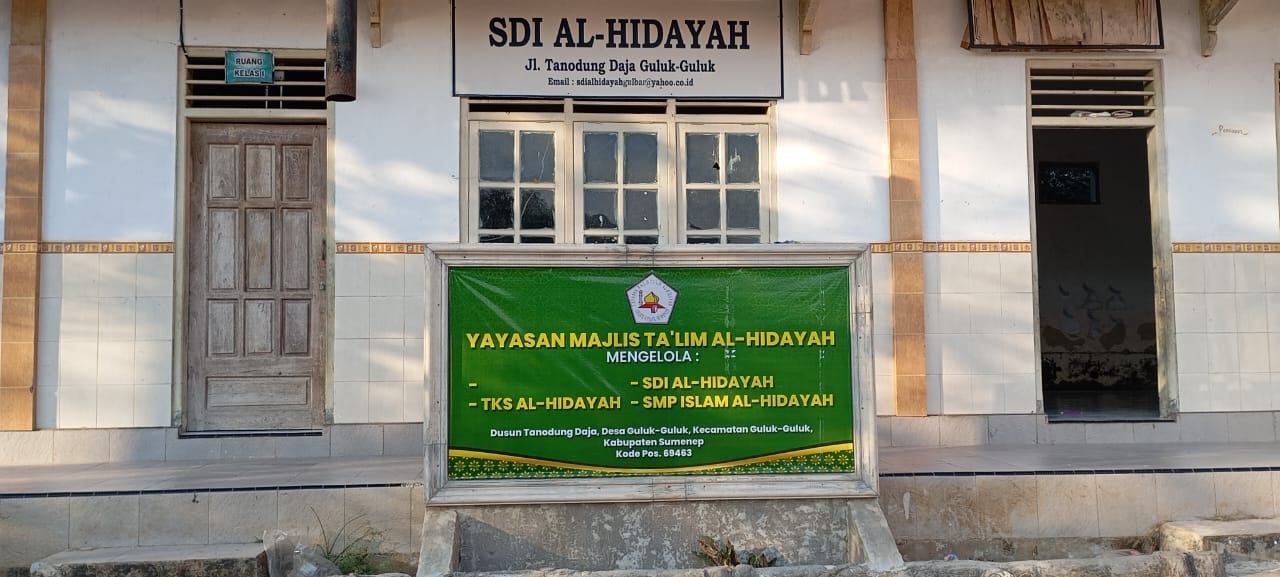 SDI AL-HIDAYAH
Jl. Tanodung Daja Guluk-Guluk
Email : sdialhidayahgulbar@yahoo.co.id
RUANG
KELAS I
YAYASAN MAJLIS TA'LIM AL-HIDAYAH
MENGELOLA :
-
- SDI AL-HIDAYAH
- TKS AL-HIDAYAH - SMP ISLAM AL-HIDAYAH
Dusun Tanodung Daja, Desa Guluk-Guluk, Kecamatan Guluk-Guluk,
Kabupaten Sumenep
Kode Pos. 69463